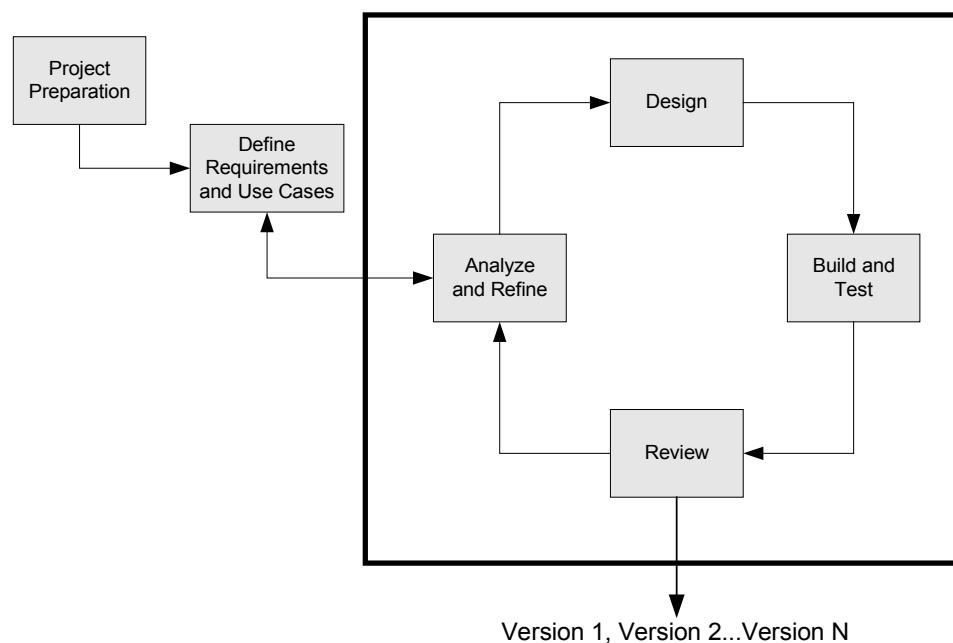 Project
Preparation
Define
Requirements
and Use Cases
Design
Analyze
and Refine
Build and
Test
Review
Version 1, Version 2...Version N